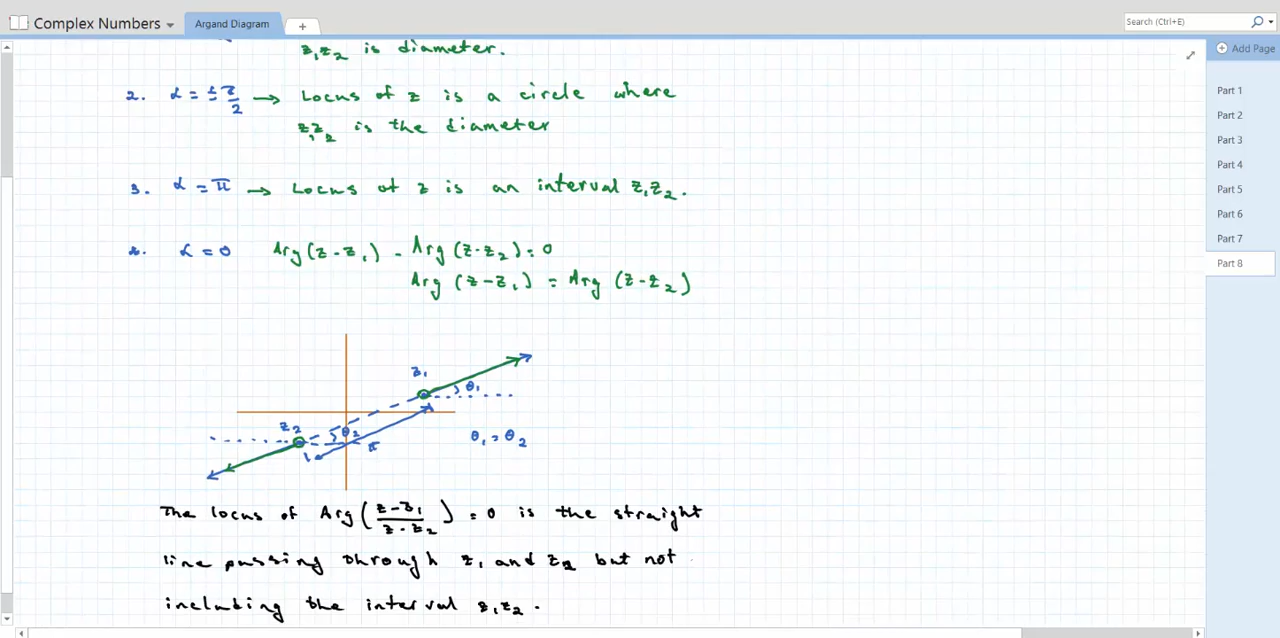 Complex Numbers
Argand Diagram
+
Search (Ctrl+E)
Add Page
Part 1
Part 2
Part 3
Part 4
Part 5
Part 6
Part 7
Part 8
z₁z₂ is diameter.
2. α = ±π/2 → Locus of z is a circle where
z₁z₂ is the diameter
3. α = π → Locus of z is an interval z₁z₂.
α = 0 Arg(z-z₁) - Arg(z-z₂) = 0
Arg(z-z₁) = Arg(z-z₂)
z₁
θ₁
z₂
θ₂
π
θ₁ = θ₂
The locus of Arg((z-z₁)/(z-z₂)) = 0 is the straight
line passing through z₁ and z₂ but not
including the interval z₁z₂.